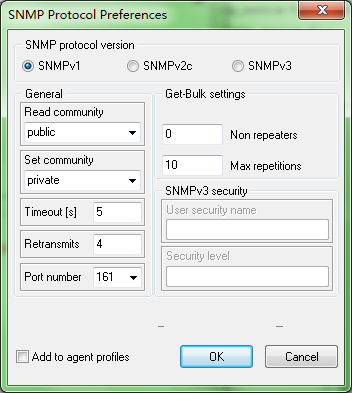 SNMP Protocol Preferences
SNMP protocol version
SNMPv1 SNMPv2c SNMPv3
General
Read community
public
Set community
private
Timeout [s] 5
Retransmits 4
Port number 161
Get-Bulk settings
0 Non repeaters
10 Max repetitions
SNMPv3 security
User security name
Security level
– –
Add to agent profiles OK Cancel